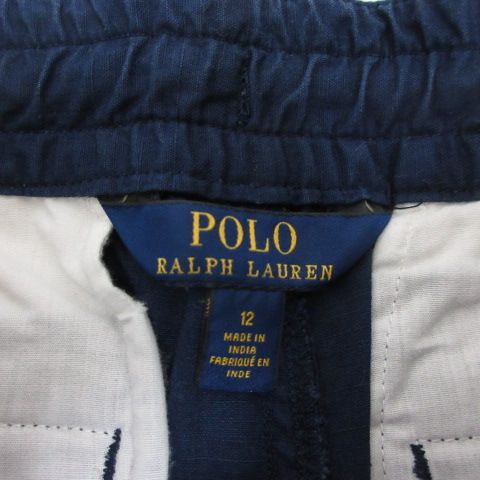 POLO
RALPH LAUREN
12
MADE IN
INDIA
FABRIQUÉ EN
INDE